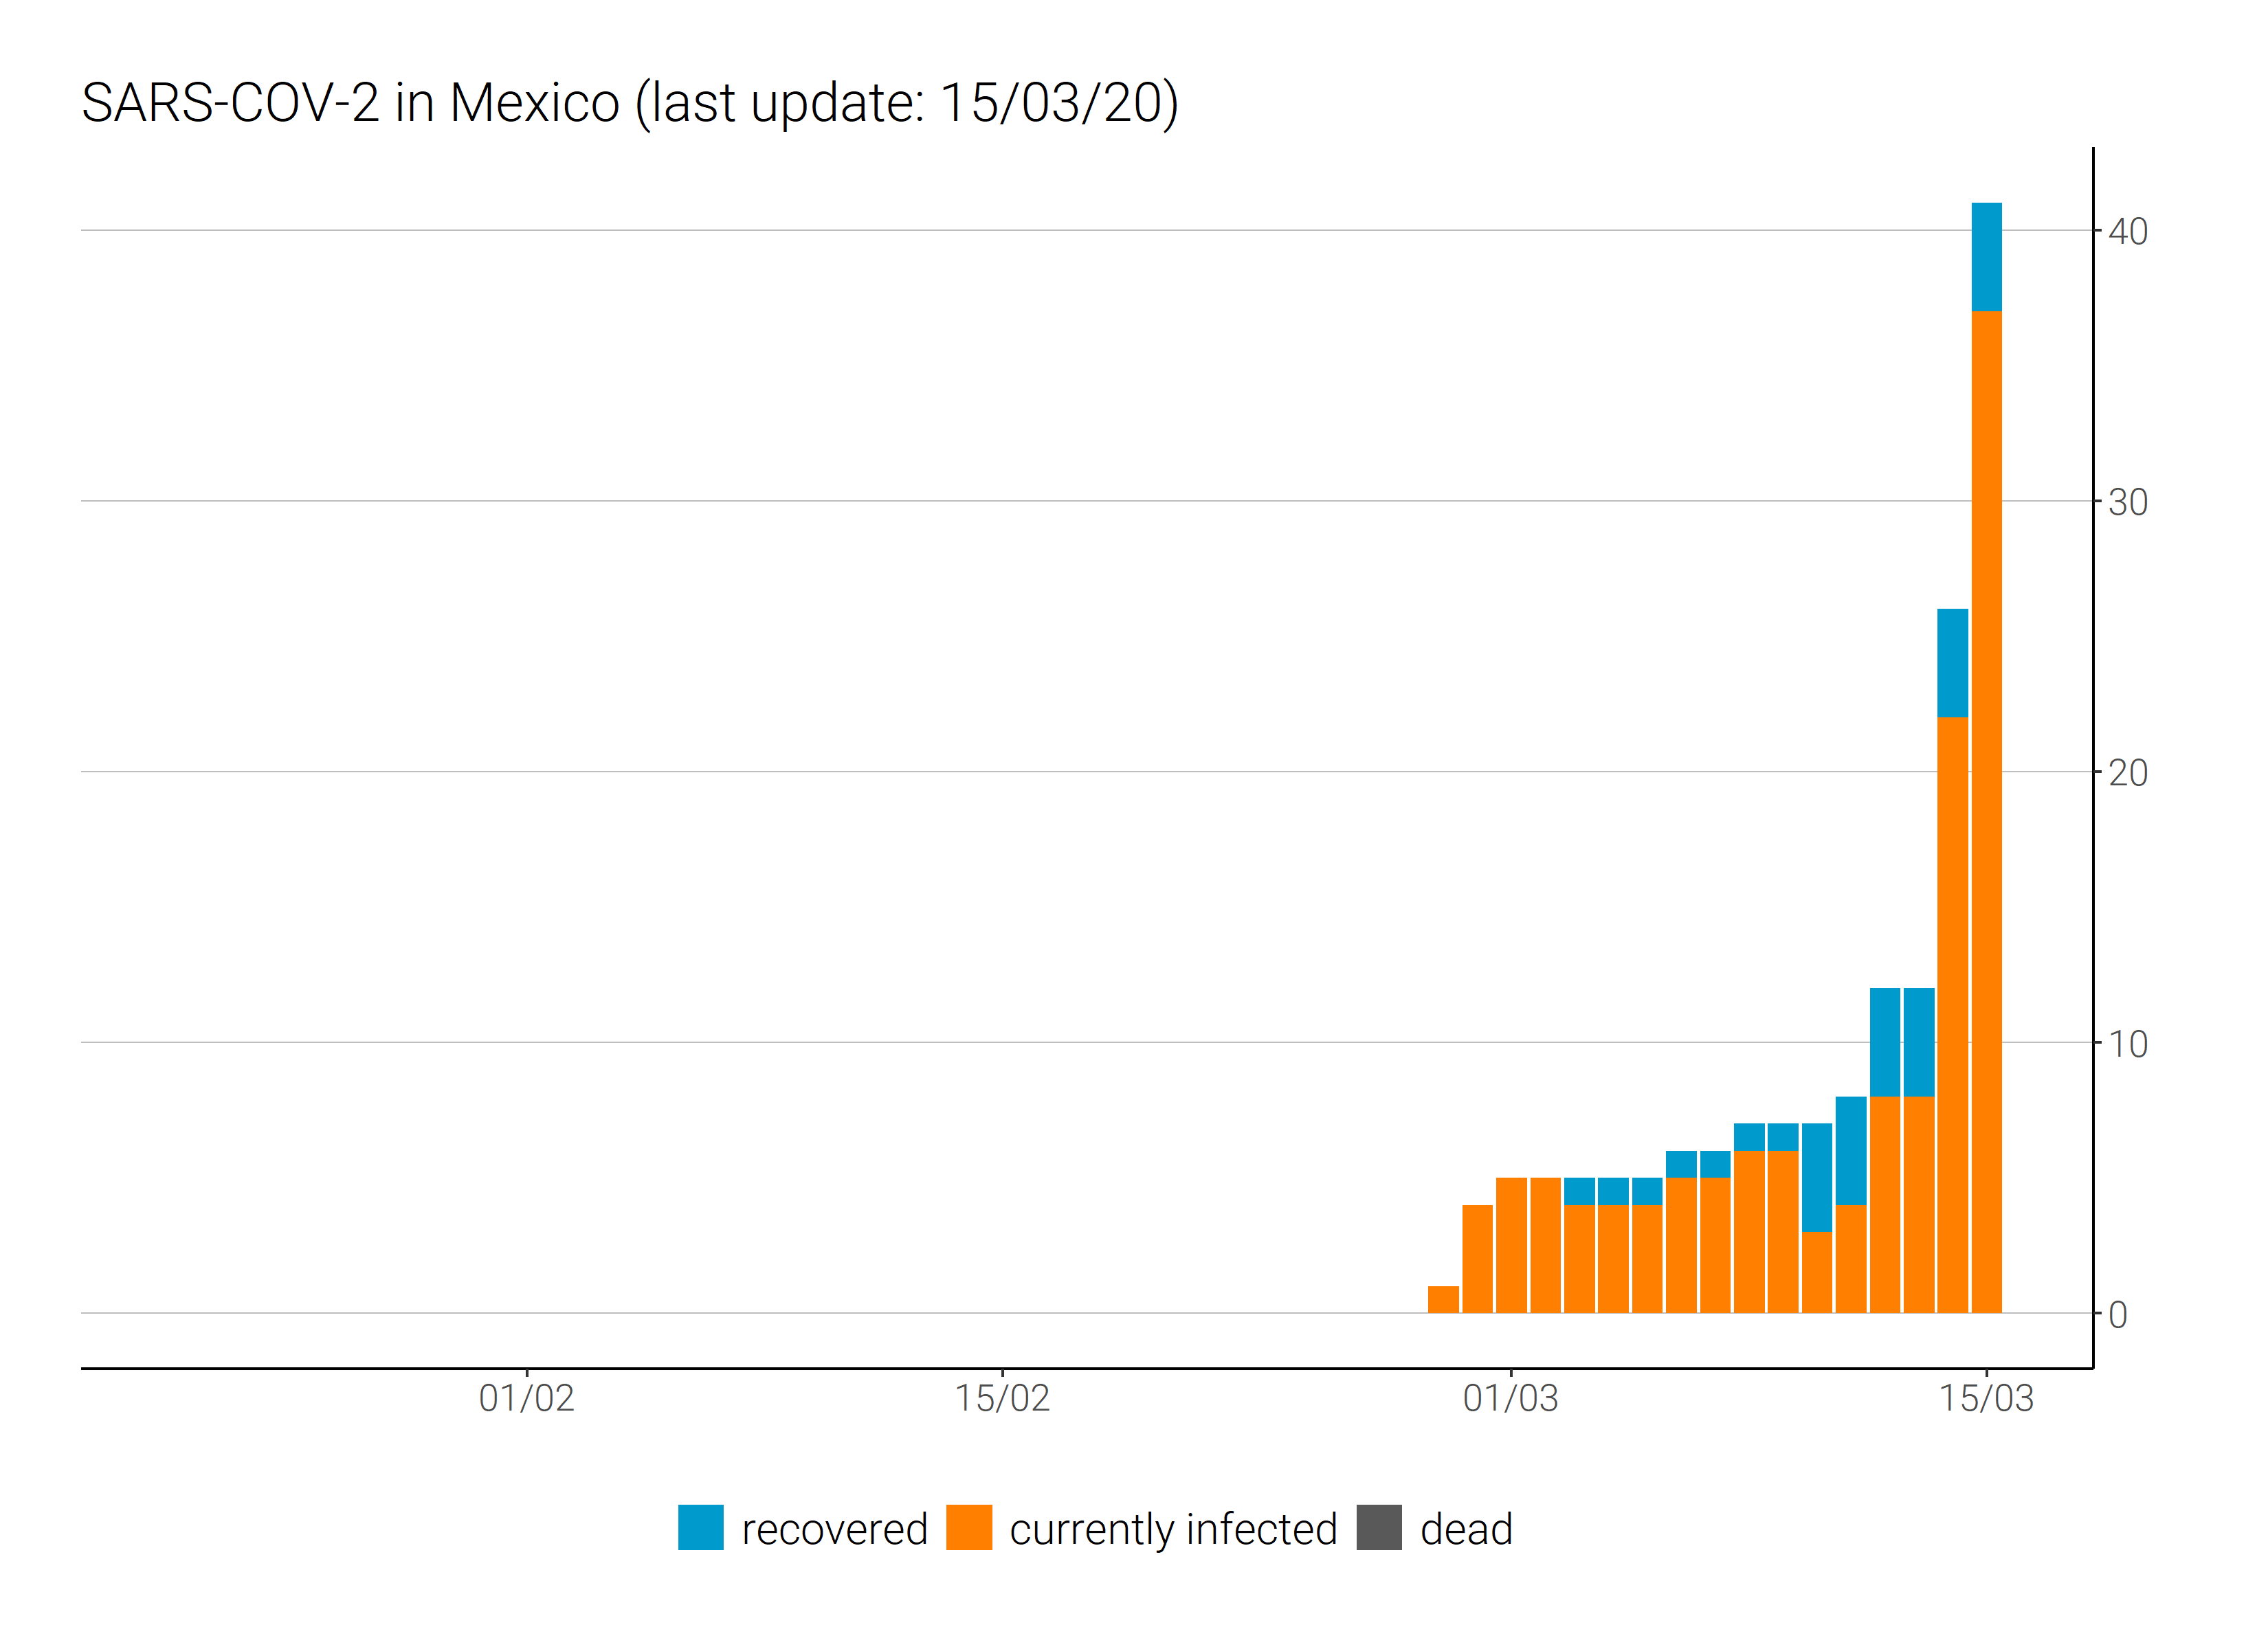 SARS-COV-2 in Mexico (last update: 15/03/20)
40
30
20
10
0
01/02 15/02 01/03 15/03
recovered currently infected dead